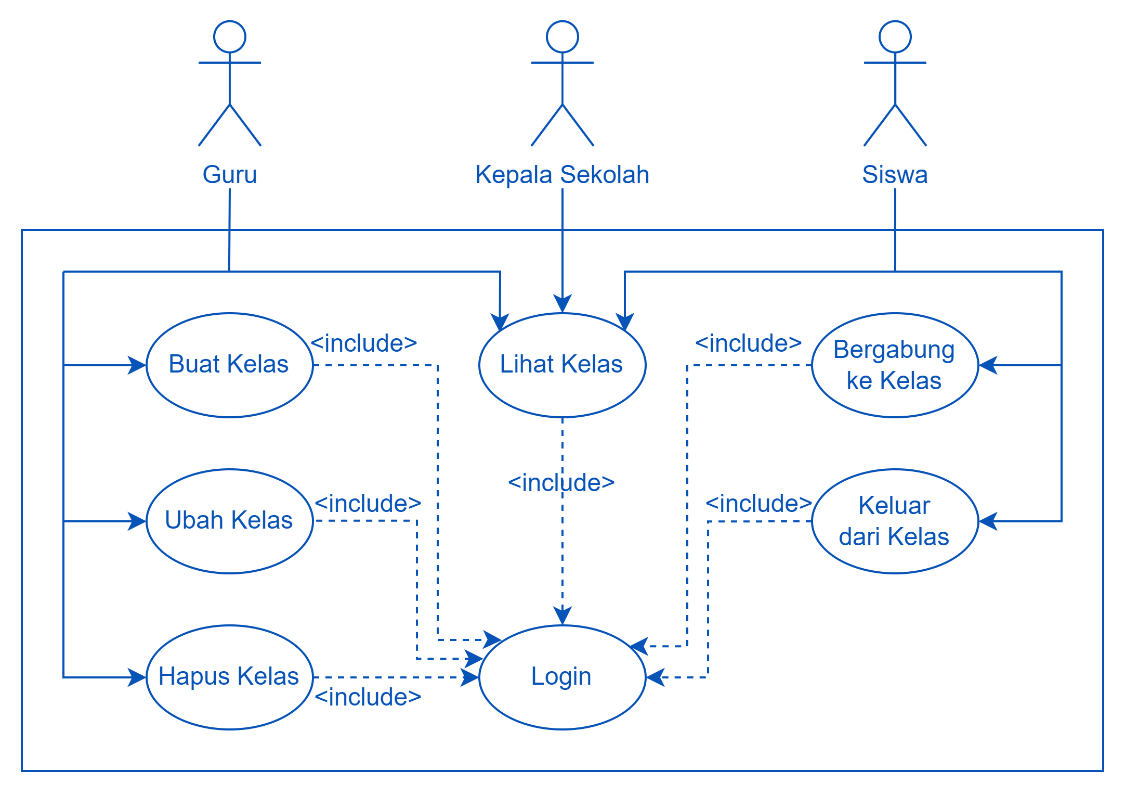 Guru
Kepala Sekolah
Siswa
Buat Kelas
<include>
Lihat Kelas
<include>
Bergabung
ke Kelas
<include>
Ubah Kelas
<include>
<include>
Keluar
dari Kelas
Hapus Kelas
<include>
Login